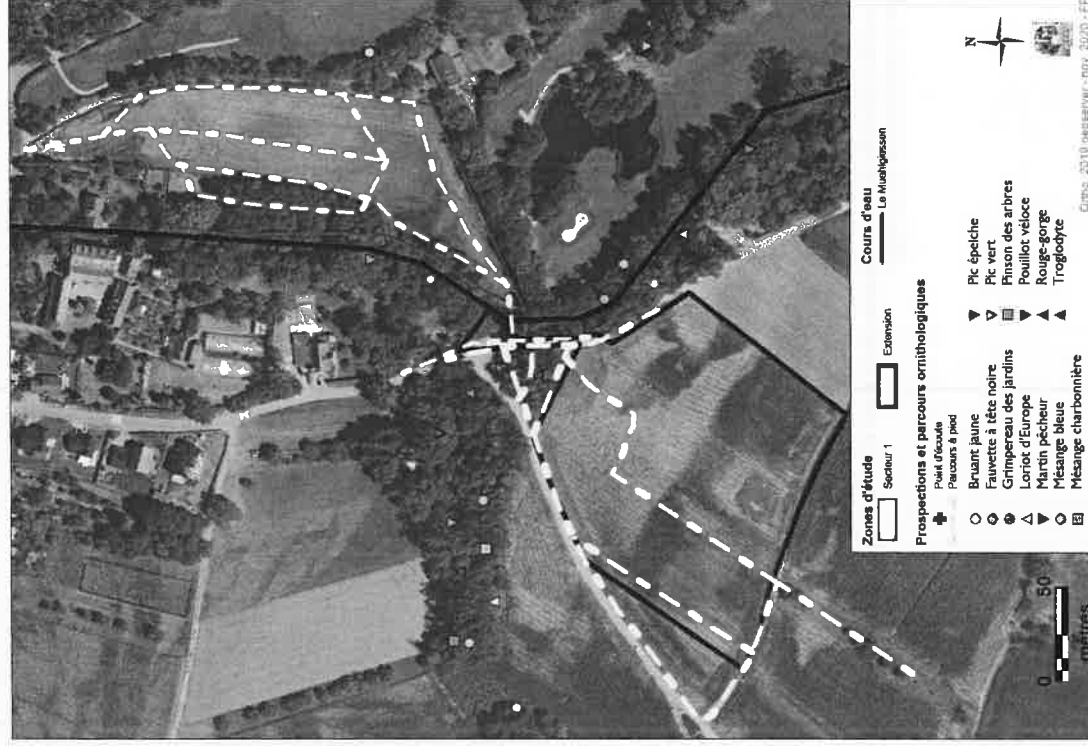 Zones d'étude
Secteur 1
Extension
Cours d'eau
Le Muehlgiessen
Prospections et parcours ornithologiques
Point d'écoute
Parcours à pied
Bruant jaune
Fauvette à tête noire
Grimpereau des jardins
Loriot d'Europe
Martin pêcheur
Mésange bleue
Mésange charbonnière
Pic épeiche
Pic vert
Pinson des arbres
Pouillot véloce
Rouge-gorge
Troglodyte
N
0 50
mètres